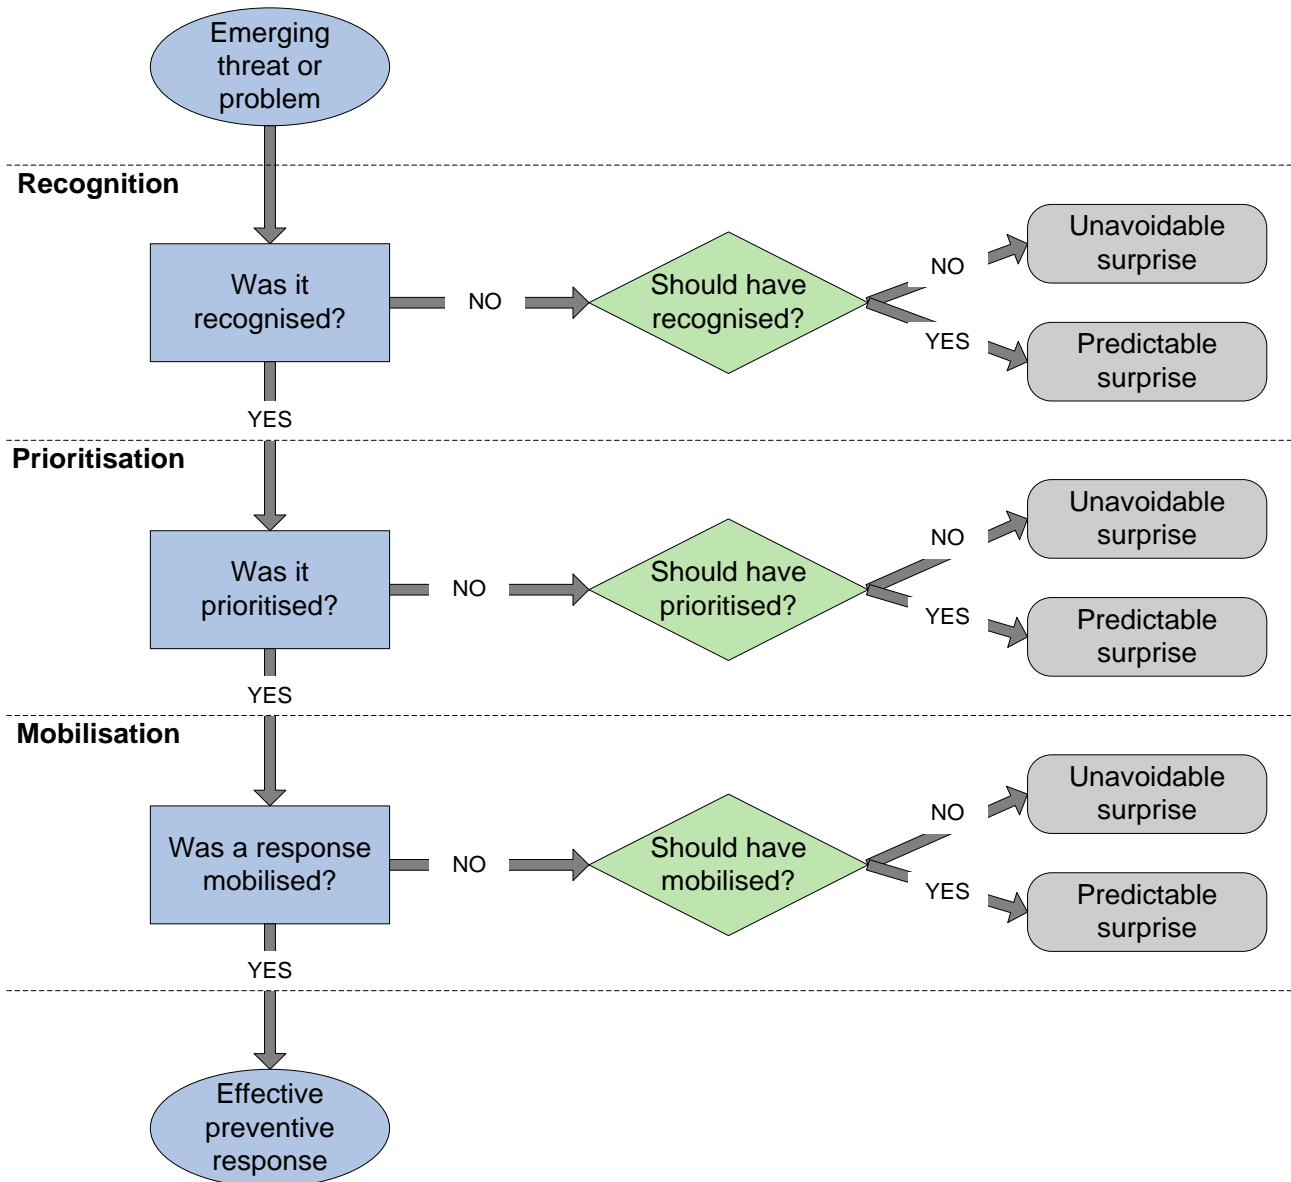 Emerging
threat or
problem
Recognition
Was it
recognised?
NO
Should have
recognised?
NO
Unavoidable
surprise
YES
Predictable
surprise
YES
Prioritisation
Was it
prioritised?
NO
Should have
prioritised?
NO
Unavoidable
surprise
YES
Predictable
surprise
YES
Mobilisation
Was a response
mobilised?
NO
Should have
mobilised?
NO
Unavoidable
surprise
YES
Predictable
surprise
YES
Effective
preventive
response